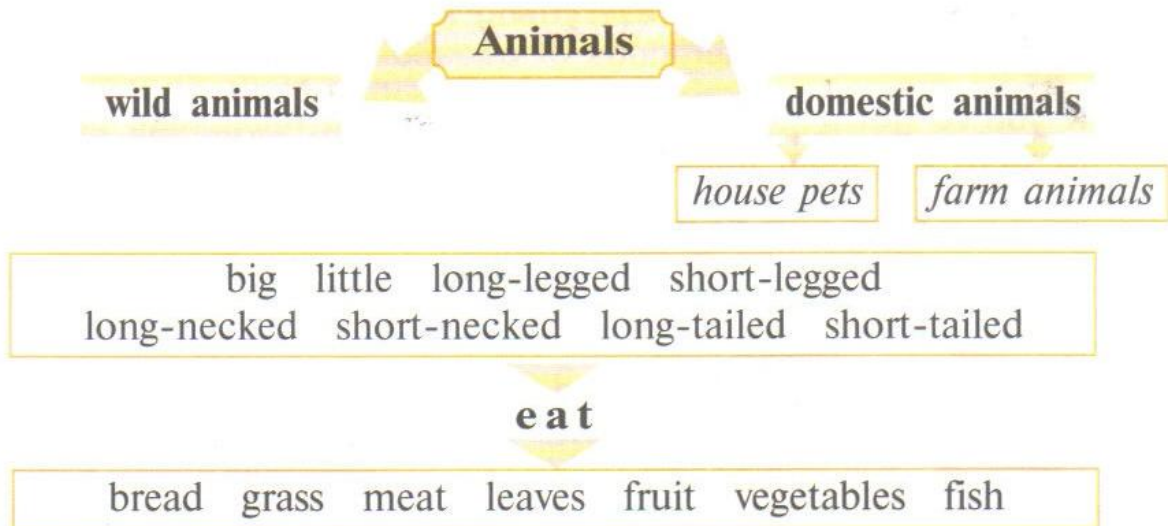 Animals
wild animals
domestic animals
house pets
farm animals
big little long-legged short-legged
long-necked short-necked long-tailed short-tailed
eat
bread grass meat leaves fruit vegetables fish